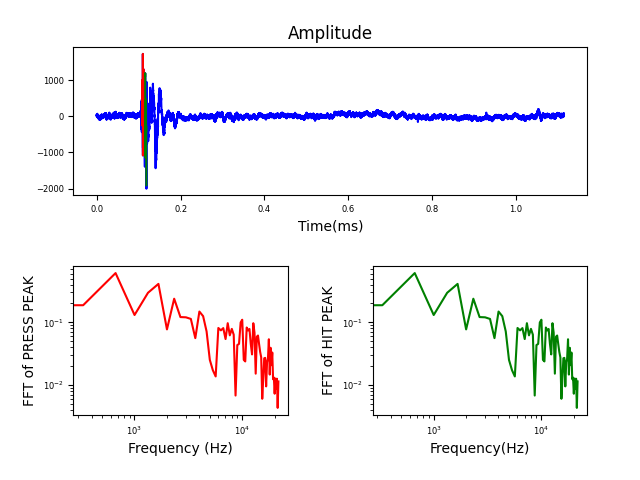 Amplitude
1000
0
−1000
−2000
0.0 0.2 0.4 0.6 0.8 1.0
Time(ms)
FFT of PRESS PEAK
10⁻¹
10⁻²
10³ 10⁴
Frequency (Hz)
FFT of HIT PEAK
10⁻¹
10⁻²
10³ 10⁴
Frequency(Hz)